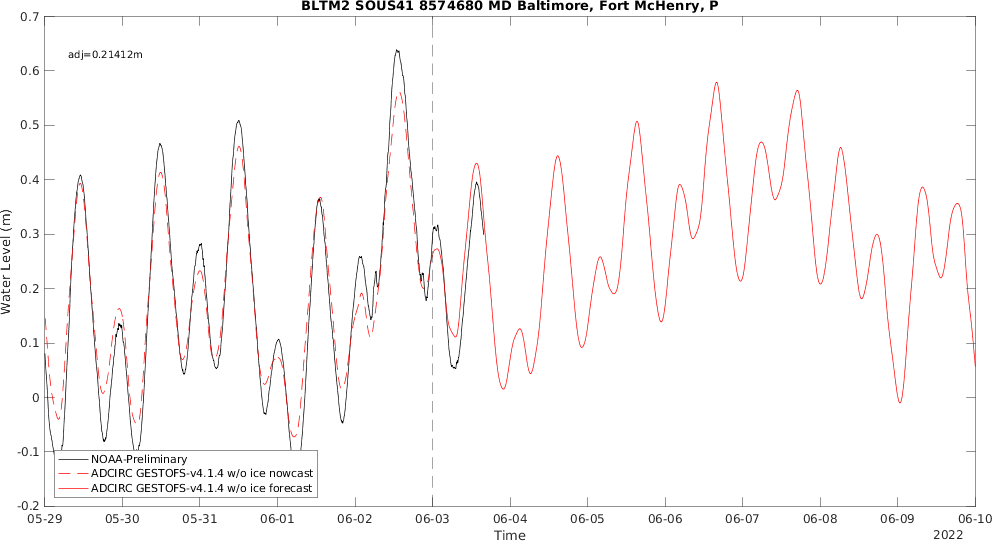 BLTM2 SOUS41 8574680 MD Baltimore, Fort McHenry, P
adj=0.21412m
0.7
0.6
0.5
0.4
0.3
0.2
0.1
0
-0.1
-0.2
Water Level (m)
NOAA-Preliminary
ADCIRC GESTOFS-v4.1.4 w/o ice nowcast
ADCIRC GESTOFS-v4.1.4 w/o ice forecast
05-29 05-30 05-31 06-01 06-02 06-03 06-04 06-05 06-06 06-07 06-08 06-09 06-10
Time
2022